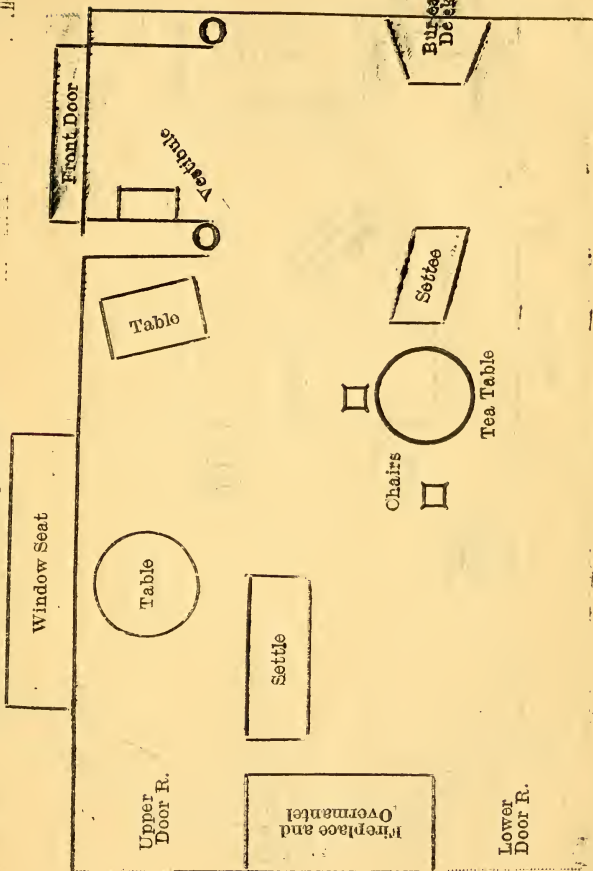 Front Door
Vestibule
Table
Settee
Tea Table
Chairs
Window Seat
Table
Settle
Upper
Door R.
Fireplace and
Overmantel
Lower
Door R.